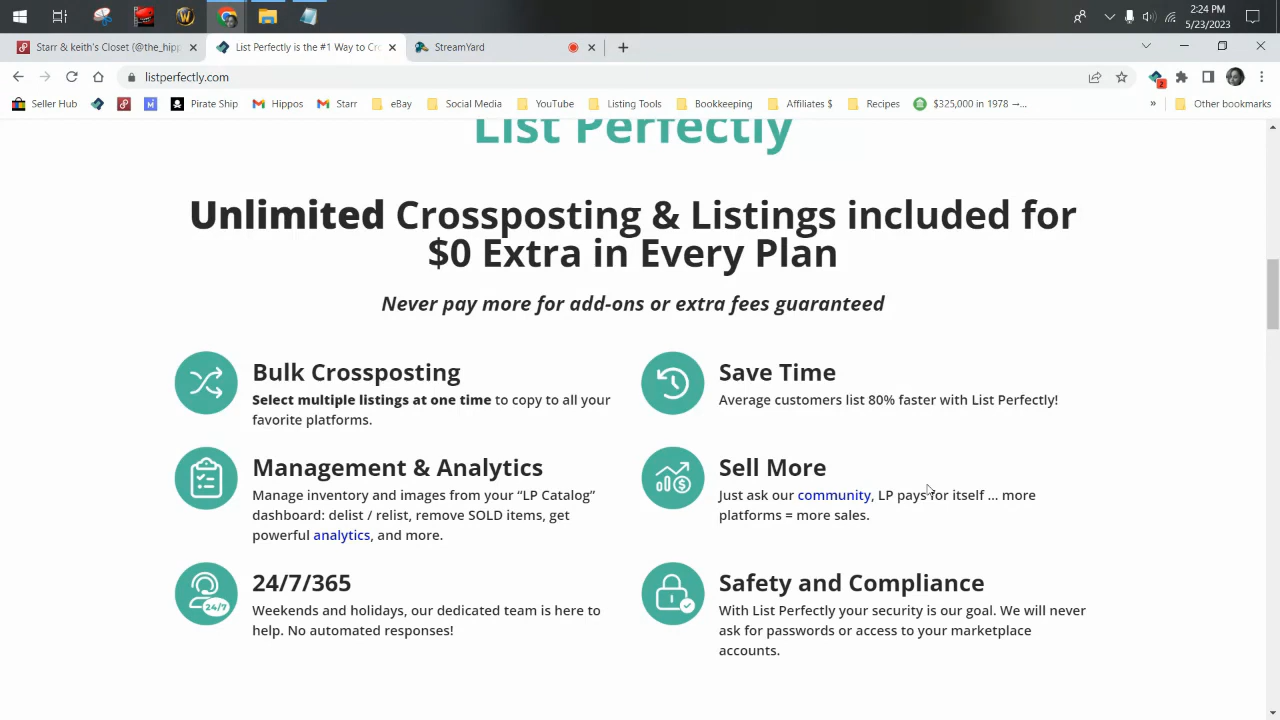 2:24 PM
5/23/2023
Starr & keith's Closet (@the_hipp
List Perfectly is the #1 Way to Cr
StreamYard
listperfectly.com
2
Seller Hub
Pirate Ship
Hippos
Starr
eBay
Social Media
YouTube
Listing Tools
Bookkeeping
Affiliates $
Recipes
$325,000 in 1978 →...
»
Other bookmarks
List Perfectly
Unlimited Crossposting & Listings included for
$0 Extra in Every Plan
Never pay more for add-ons or extra fees guaranteed
Bulk Crossposting
Select multiple listings at one time to copy to all your
favorite platforms.
Save Time
Average customers list 80% faster with List Perfectly!
Management & Analytics
Manage inventory and images from your “LP Catalog”
dashboard: delist / relist, remove SOLD items, get
powerful analytics, and more.
Sell More
Just ask our community, LP pays for itself ... more
platforms = more sales.
24/7
24/7/365
Weekends and holidays, our dedicated team is here to
help. No automated responses!
Safety and Compliance
With List Perfectly your security is our goal. We will never
ask for passwords or access to your marketplace
accounts.